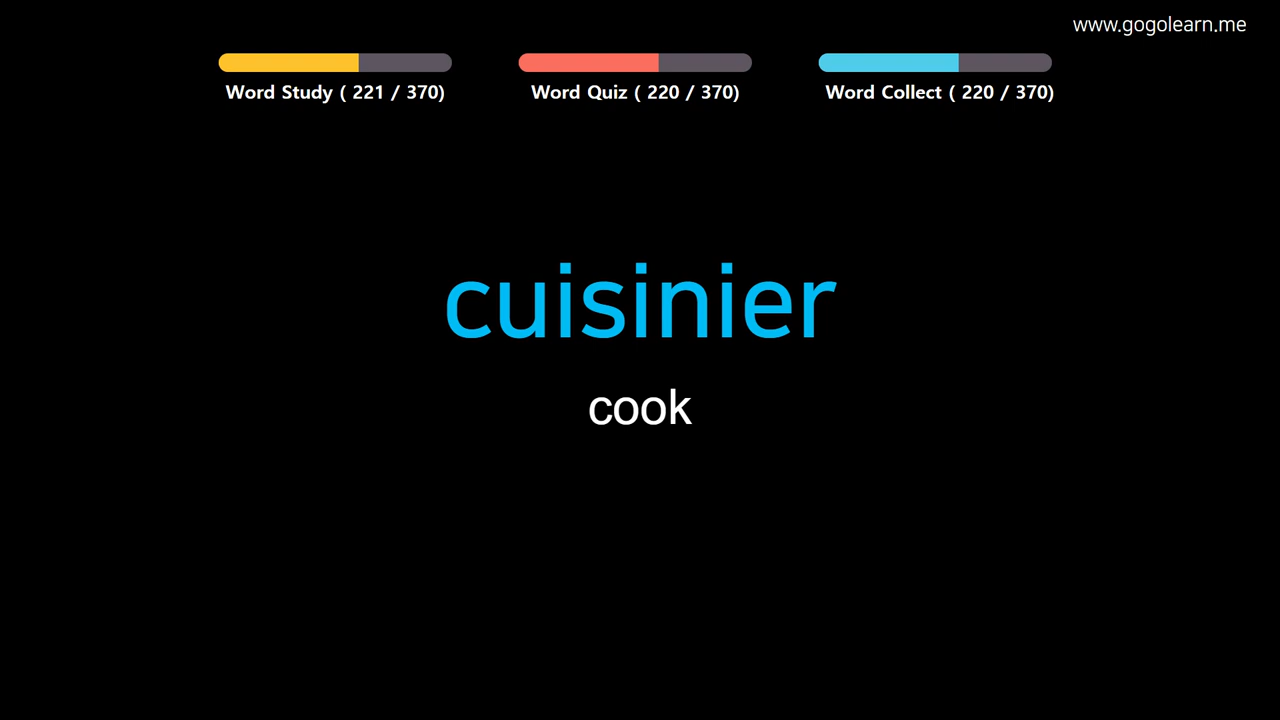 www.gogolearn.me
Word Study ( 221 / 370)
Word Quiz ( 220 / 370)
Word Collect ( 220 / 370)
cuisinier
cook